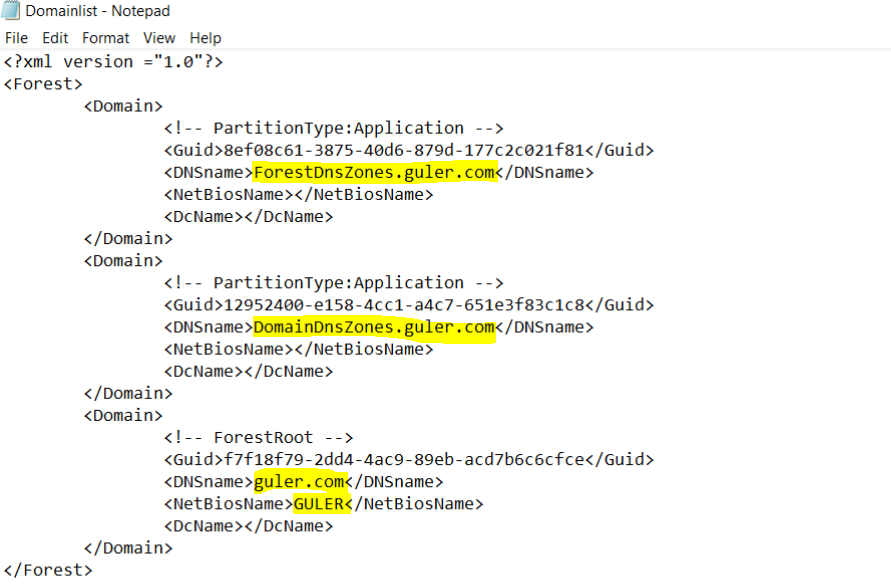 Domainlist - Notepad
File Edit Format View Help
<?xml version ="1.0"?>
<Forest>
        <Domain>
                <!-- PartitionType:Application -->
                <Guid>8ef08c61-3875-40d6-879d-177c2c021f81</Guid>
                <DNSname>ForestDnsZones.guler.com</DNSname>
                <NetBiosName></NetBiosName>
                <DcName></DcName>
        </Domain>
        <Domain>
                <!-- PartitionType:Application -->
                <Guid>12952400-e158-4cc1-a4c7-651e3f83c1c8</Guid>
                <DNSname>DomainDnsZones.guler.com</DNSname>
                <NetBiosName></NetBiosName>
                <DcName></DcName>
        </Domain>
        <Domain>
                <!-- ForestRoot -->
                <Guid>f7f18f79-2dd4-4ac9-89eb-acd7b6c6cfce</Guid>
                <DNSname>guler.com</DNSname>
                <NetBiosName>GULER</NetBiosName>
                <DcName></DcName>
        </Domain>
</Forest>